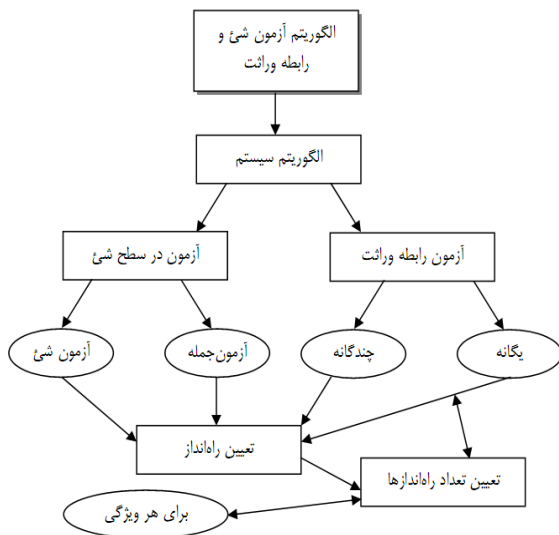 الگوریتم آزمون شئ و
رابطه وراثت
الگوریتم سیستم
آزمون رابطه وراثت
آزمون در سطح شئ
یگانه
چندگانه
آزمون‌جمله
آزمون شئ
تعیین راه‌انداز
تعیین تعداد راه‌اندازها
برای هر ویژگی